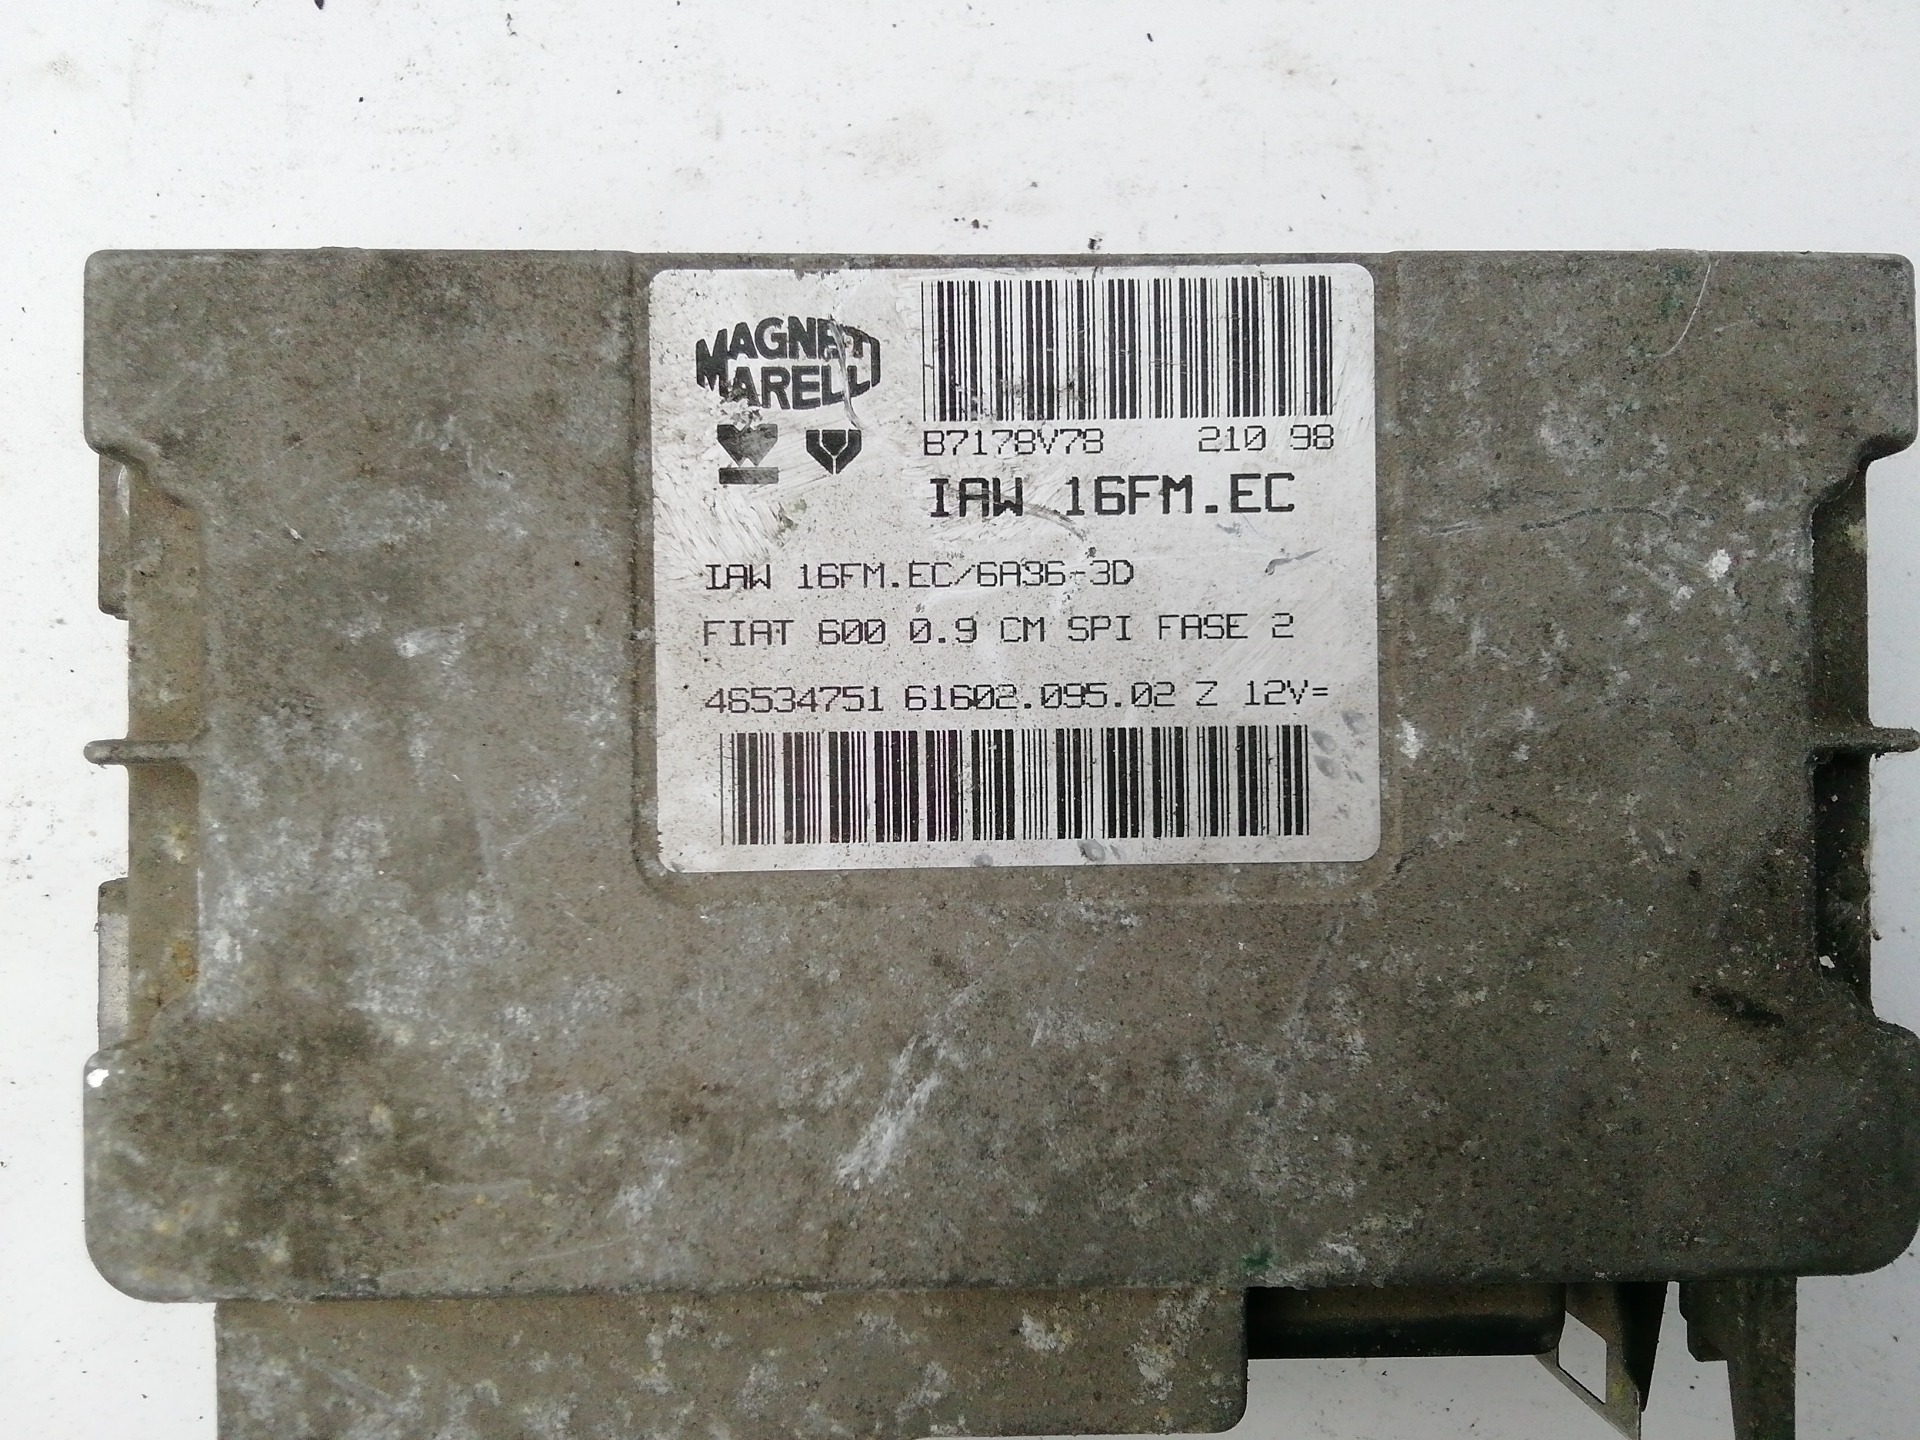 MAGNETI
MARELLI
B7178V78 210 98
IAW 16FM.EC
IAW 16FM.EC/6A96-3D
FIAT 600 0.9 CM SPI FASE 2
46534751 61602.095.02 Z 12V=